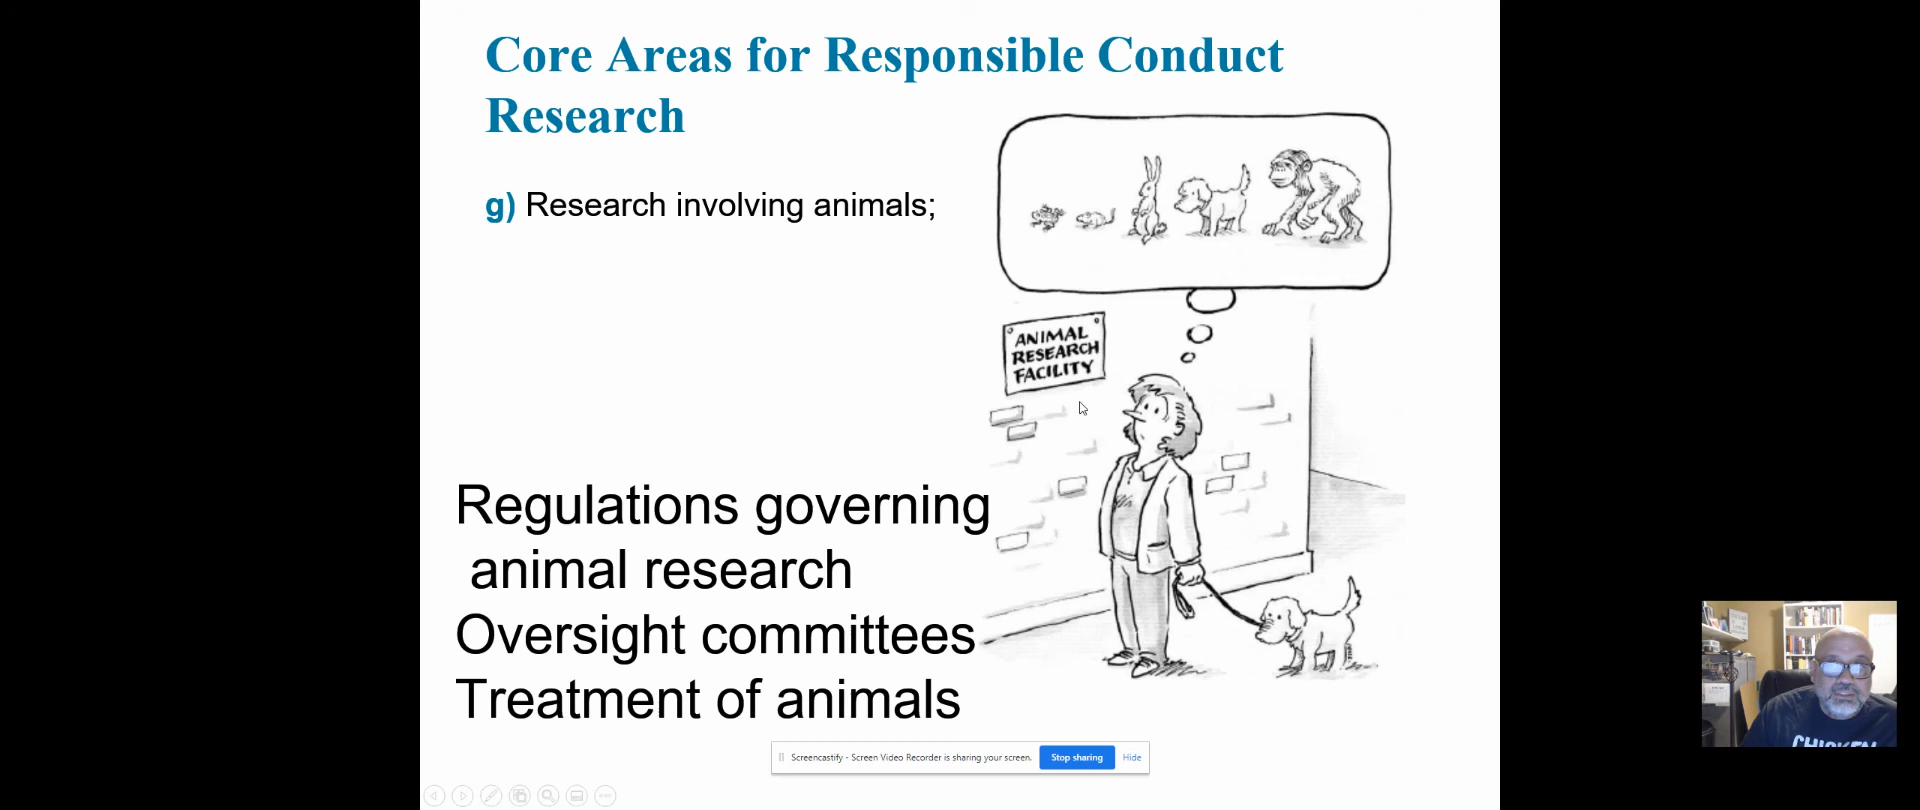 Core Areas for Responsible Conduct
Research
g) Research involving animals;
ANIMAL
RESEARCH
FACILITY
Regulations governing
animal research
Oversight committees
Treatment of animals
Screencastify - Screen Video Recorder is sharing your screen.
Stop sharing
Hide
CHICKEN